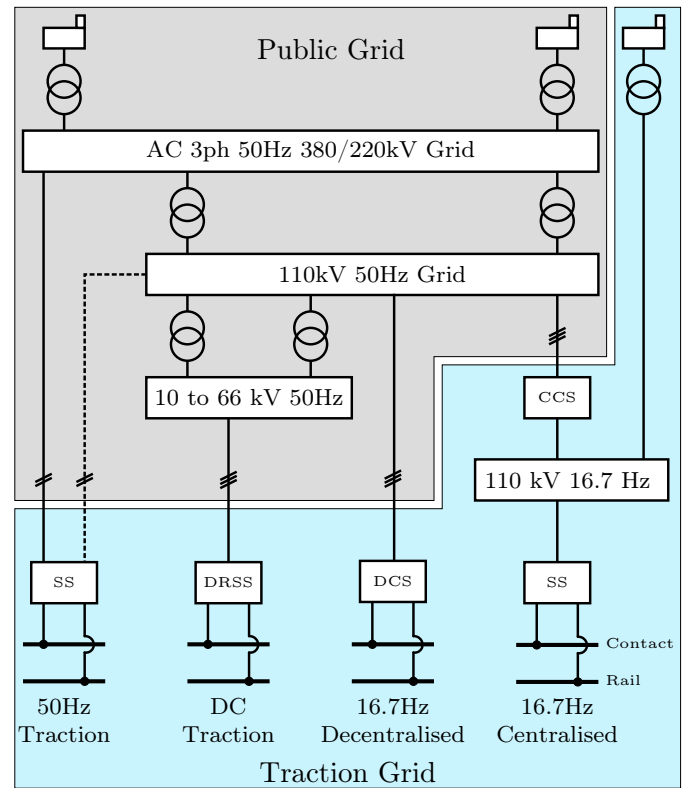 Public Grid
AC 3ph 50Hz 380/220kV Grid
110kV 50Hz Grid
10 to 66 kV 50Hz
CCS
110 kV 16.7 Hz
SS
DRSS
DCS
SS
Contact
Rail
50Hz
Traction
DC
Traction
16.7Hz
Decentralised
16.7Hz
Centralised
Traction Grid